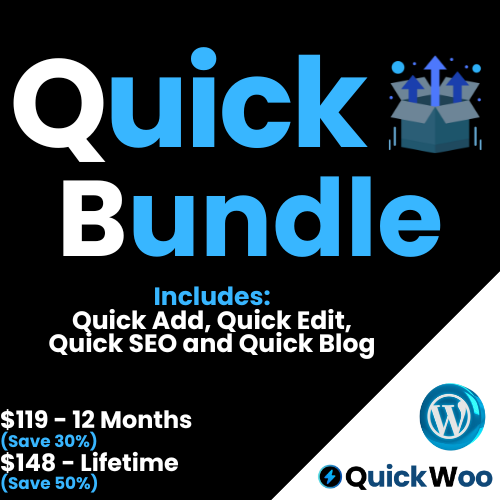 Quick
Bundle
Includes:
Quick Add, Quick Edit,
Quick SEO and Quick Blog
$119 - 12 Months
(Save 30%)
$148 - Lifetime
(Save 50%)
W
QuickWoo